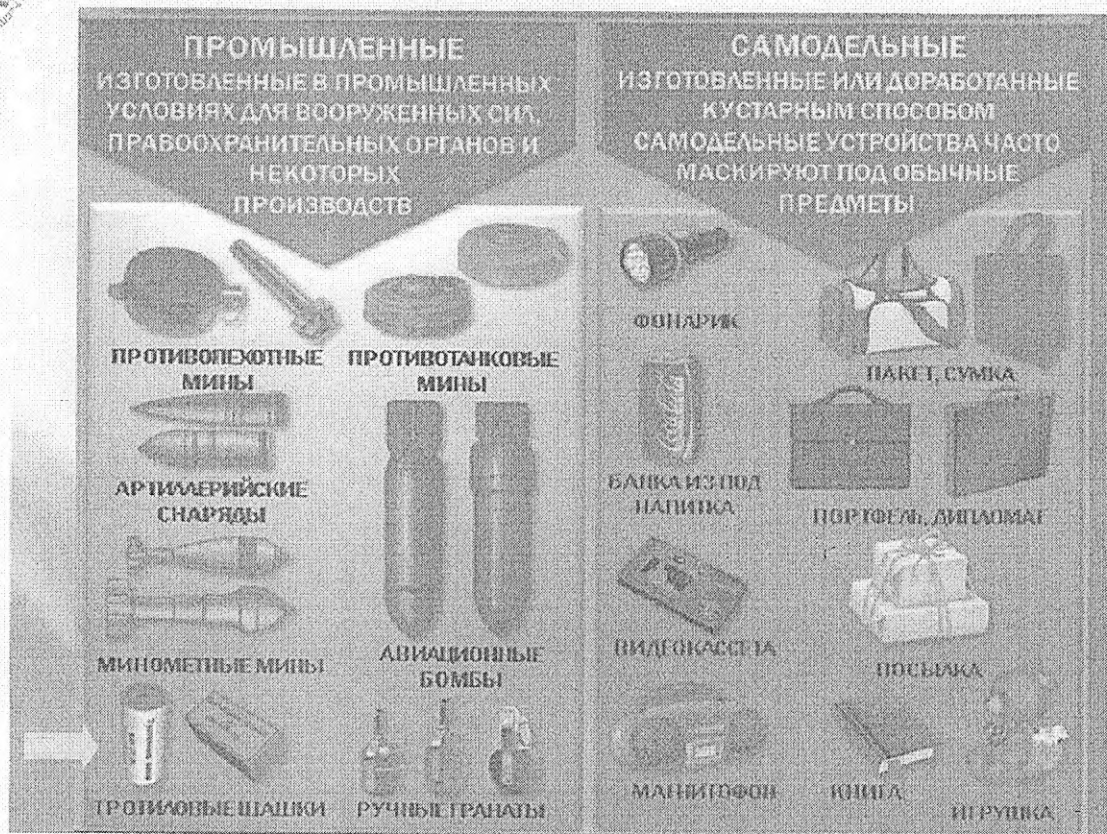 ПРОМЫШЛЕННЫЕ
ИЗГОТОВЛЕННЫЕ В ПРОМЫШЛЕННЫХ
УСЛОВИЯХ ДЛЯ ВООРУЖЕННЫХ СИЛ,
ПРАВООХРАНИТЕЛЬНЫХ ОРГАНОВ И
НЕКОТОРЫХ
ПРОИЗВОДСТВ
ПРОТИВОПЕХОТНЫЕ
МИНЫ
ПРОТИВОТАНКОВЫЕ
МИНЫ
АРТИЛЛЕРИЙСКИЕ
СНАРЯДЫ
МИНОМЕТНЫЕ МИНЫ
АВИАЦИОННЫЕ
БОМБЫ
ТРОТИЛОВЫЕ ШАШКИ
РУЧНЫЕ ГРАНАТЫ
САМОДЕЛЬНЫЕ
ИЗГОТОВЛЕННЫЕ ИЛИ ДОРАБОТАННЫЕ
КУСТАРНЫМ СПОСОБОМ
САМОДЕЛЬНЫЕ УСТРОЙСТВА ЧАСТО
МАСКИРУЮТ ПОД ОБЫЧНЫЕ
ПРЕДМЕТЫ
ФОНАРИК
ПАКЕТ, СУМКА
БАНКА ИЗ ПОД
НАПИТКА
ПОРТФЕЛЬ, ДИПЛОМАТ
ВИДЕОКАССЕТА
ПОСЫЛКА
МАГНИТОФОН
КНИГА
ИГРУШКА